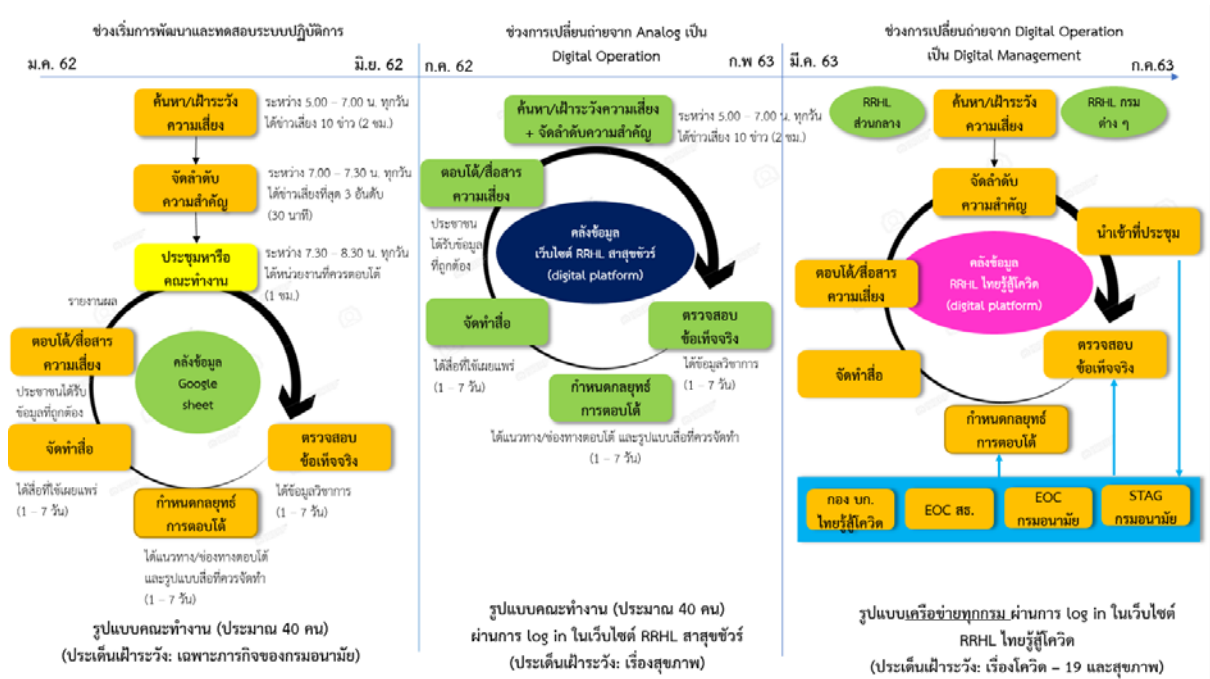 ช่วงเริ่มการพัฒนาและทดสอบระบบปฏิบัติการ
ม.ค. 62
มิ.ย. 62
ค้นหา/เฝ้าระวัง
ความเสี่ยง
ระหว่าง 5.00 – 7.00 น. ทุกวัน
ได้ข่าวเสี่ยง 10 ข่าว (2 ชม.)
จัดลำดับ
ความสำคัญ
ระหว่าง 7.00 – 7.30 น. ทุกวัน
ได้ข่าวเสี่ยงที่สุด 3 อันดับ
(30 นาที)
ประชุมหารือ
คณะทำงาน
ระหว่าง 7.30 – 8.30 น. ทุกวัน
ได้หน่วยงานที่ควรตอบโต้
(1 ชม.)
รายงานผล
ตอบโต้/สื่อสาร
ความเสี่ยง
ประชาชนได้รับ
ข้อมูลที่ถูกต้อง
คลังข้อมูล
Google
sheet
จัดทำสื่อ
ได้สื่อที่ใช้เผยแพร่
(1 – 7 วัน)
ตรวจสอบ
ข้อเท็จจริง
ได้ข้อมูลวิชาการ
(1 – 7 วัน)
กำหนดกลยุทธ์
การตอบโต้
ได้แนวทาง/ช่องทางตอบโต้
และรูปแบบสื่อที่ควรจัดทำ
(1 – 7 วัน)
รูปแบบคณะทำงาน (ประมาณ 40 คน)
(ประเด็นเฝ้าระวัง: เฉพาะภารกิจของกรมอนามัย)
ช่วงการเปลี่ยนถ่ายจาก Analog เป็น
Digital Operation
ก.ค. 62
ก.พ 63
ค้นหา/เฝ้าระวังความเสี่ยง
+ จัดลำดับความสำคัญ
ระหว่าง 5.00 – 7.00 น. ทุกวัน
ได้ข่าวเสี่ยง 10 ข่าว (2 ชม.)
ตอบโต้/สื่อสาร
ความเสี่ยง
ประชาชน
ได้รับข้อมูล
ที่ถูกต้อง
คลังข้อมูล
เว็บไซต์ RRHL สาสุขชัวร์
(digital platform)
จัดทำสื่อ
ได้สื่อที่ใช้เผยแพร่
(1 – 7 วัน)
ตรวจสอบ
ข้อเท็จจริง
ได้ข้อมูลวิชาการ
(1 – 7 วัน)
กำหนดกลยุทธ์
การตอบโต้
ได้แนวทาง/ช่องทางตอบโต้ และรูปแบบสื่อที่ควรจัดทำ
(1 – 7 วัน)
รูปแบบคณะทำงาน (ประมาณ 40 คน)
ผ่านการ log in ในเว็บไซต์ RRHL สาสุขชัวร์
(ประเด็นเฝ้าระวัง: เรื่องสุขภาพ)
ช่วงการเปลี่ยนถ่ายจาก Digital Operation
เป็น Digital Management
มี.ค. 63
ก.ค.63
RRHL
ส่วนกลาง
ค้นหา/เฝ้าระวัง
ความเสี่ยง
RRHL กรม
ต่าง ๆ
จัดลำดับ
ความสำคัญ
นำเข้าที่ประชุม
ตอบโต้/สื่อสาร
ความเสี่ยง
คลังข้อมูล
RRHL ไทยรู้สู้โควิด
(digital platform)
จัดทำสื่อ
ตรวจสอบ
ข้อเท็จจริง
กำหนดกลยุทธ์
การตอบโต้
กอง บก.
ไทยรู้สู้โควิด
EOC สธ.
EOC
กรมอนามัย
STAG
กรมอนามัย
รูปแบบเครือข่ายทุกกรม ผ่านการ log in ในเว็บไซต์
RRHL ไทยรู้สู้โควิด
(ประเด็นเฝ้าระวัง: เรื่องโควิด – 19 และสุขภาพ)